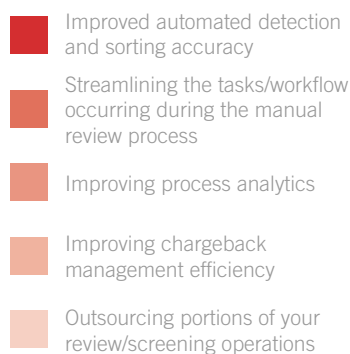 Improved automated detection
and sorting accuracy
Streamlining the tasks/workflow
occurring during the manual
review process
Improving process analytics
Improving chargeback
management efficiency
Outsourcing portions of your
review/screening operations